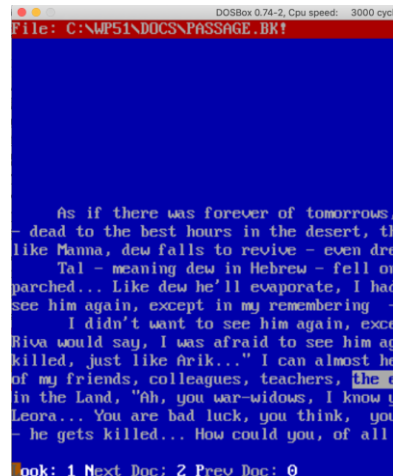 DOSBox 0.74-2, Cpu speed: 3000 cycl
File: C:\WP51\DOCS\PASSAGE.BK!
As if there was forever of tomorrows,
- dead to the best hours in the desert, th
like Manna, dew falls to revive - even dre
Tal - meaning dew in Hebrew - fell on
parched... Like dew he'll evaporate, I had
see him again, except in my remembering -
I didn't want to see him again, exce
Riva would say, I was afraid to see him ag
killed, just like Arik..." I can almost he
of my friends, colleagues, teachers, the e
in the Land, "Ah, you war-widows, I know y
Leora... You are bad luck, you think, you
- he gets killed... How could you, of all
Look: 1 Next Doc; 2 Prev Doc: 0